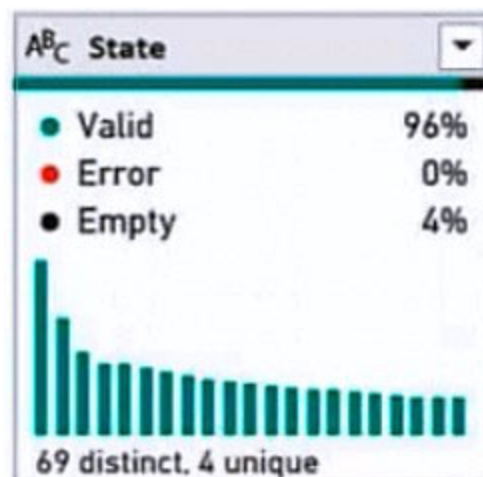 ABC State
Valid 96%
Error 0%
Empty 4%
69 distinct, 4 unique